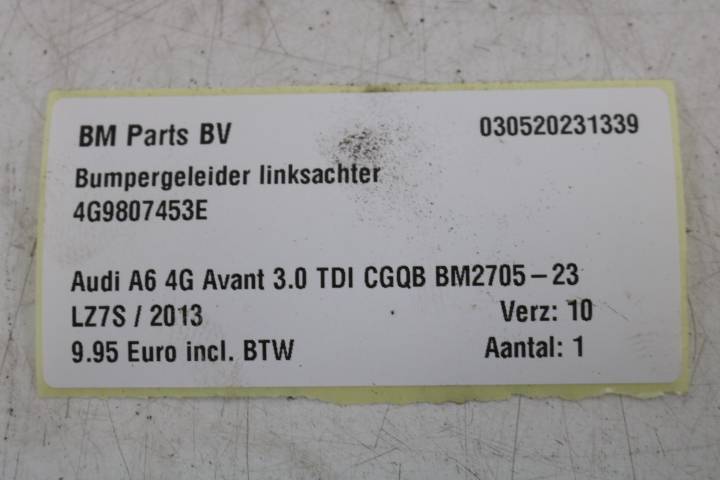 BM Parts BV 030520231339
Bumpergeleider linksachter
4G9807453E
Audi A6 4G Avant 3.0 TDI CGQB BM2705-23
LZ7S / 2013 Verz: 10
9.95 Euro incl. BTW Aantal: 1